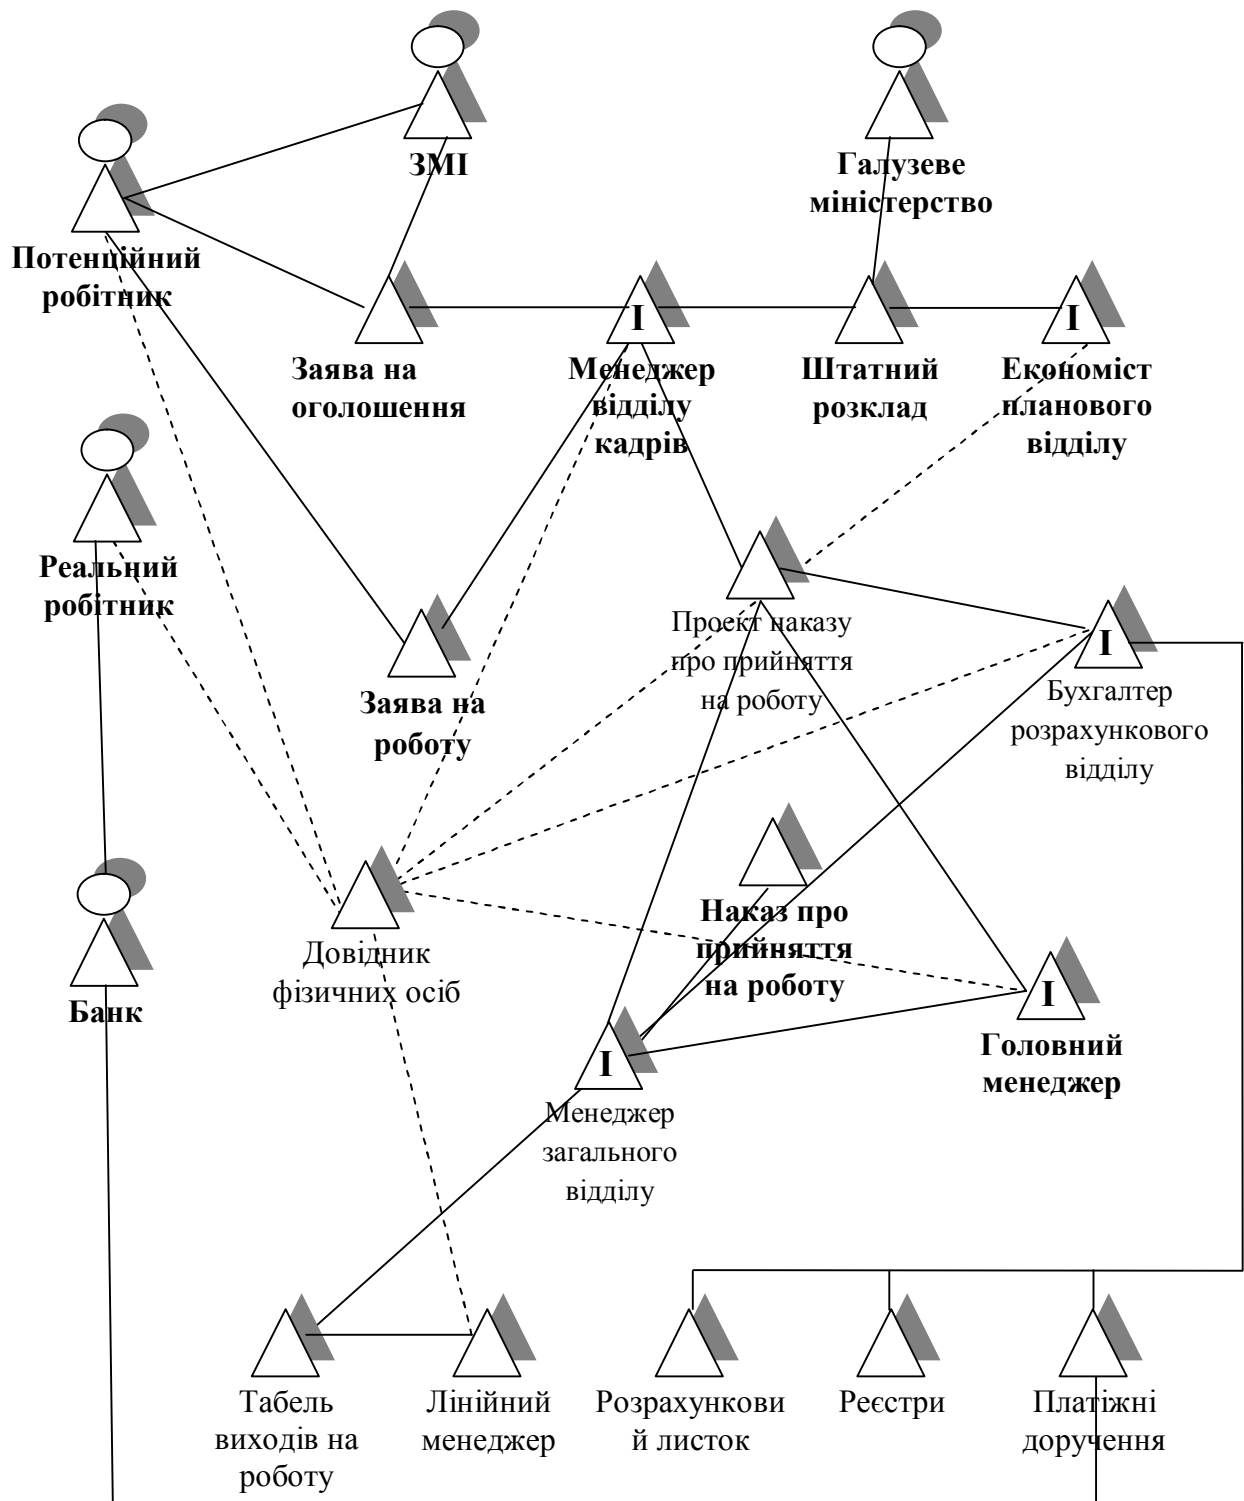 ЗМІ
Галузеве
міністерство
Потенційний
робітник
Заява на
оголошення
І
Менеджер
відділу
кадрів
Штатний
розклад
І
Економіст
планового
відділу
Реальний
робітник
Заява на
роботу
Проект наказу
про прийняття
на роботу
І
Бухгалтер
розрахункового
відділу
Банк
Довідник
фізичних осіб
Наказ про
прийняття
на роботу
І
Головний
менеджер
І
Менеджер
загального
відділу
Табель
виходів на
роботу
Лінійний
менеджер
Розрахункови
й листок
Реєстри
Платіжні
доручення